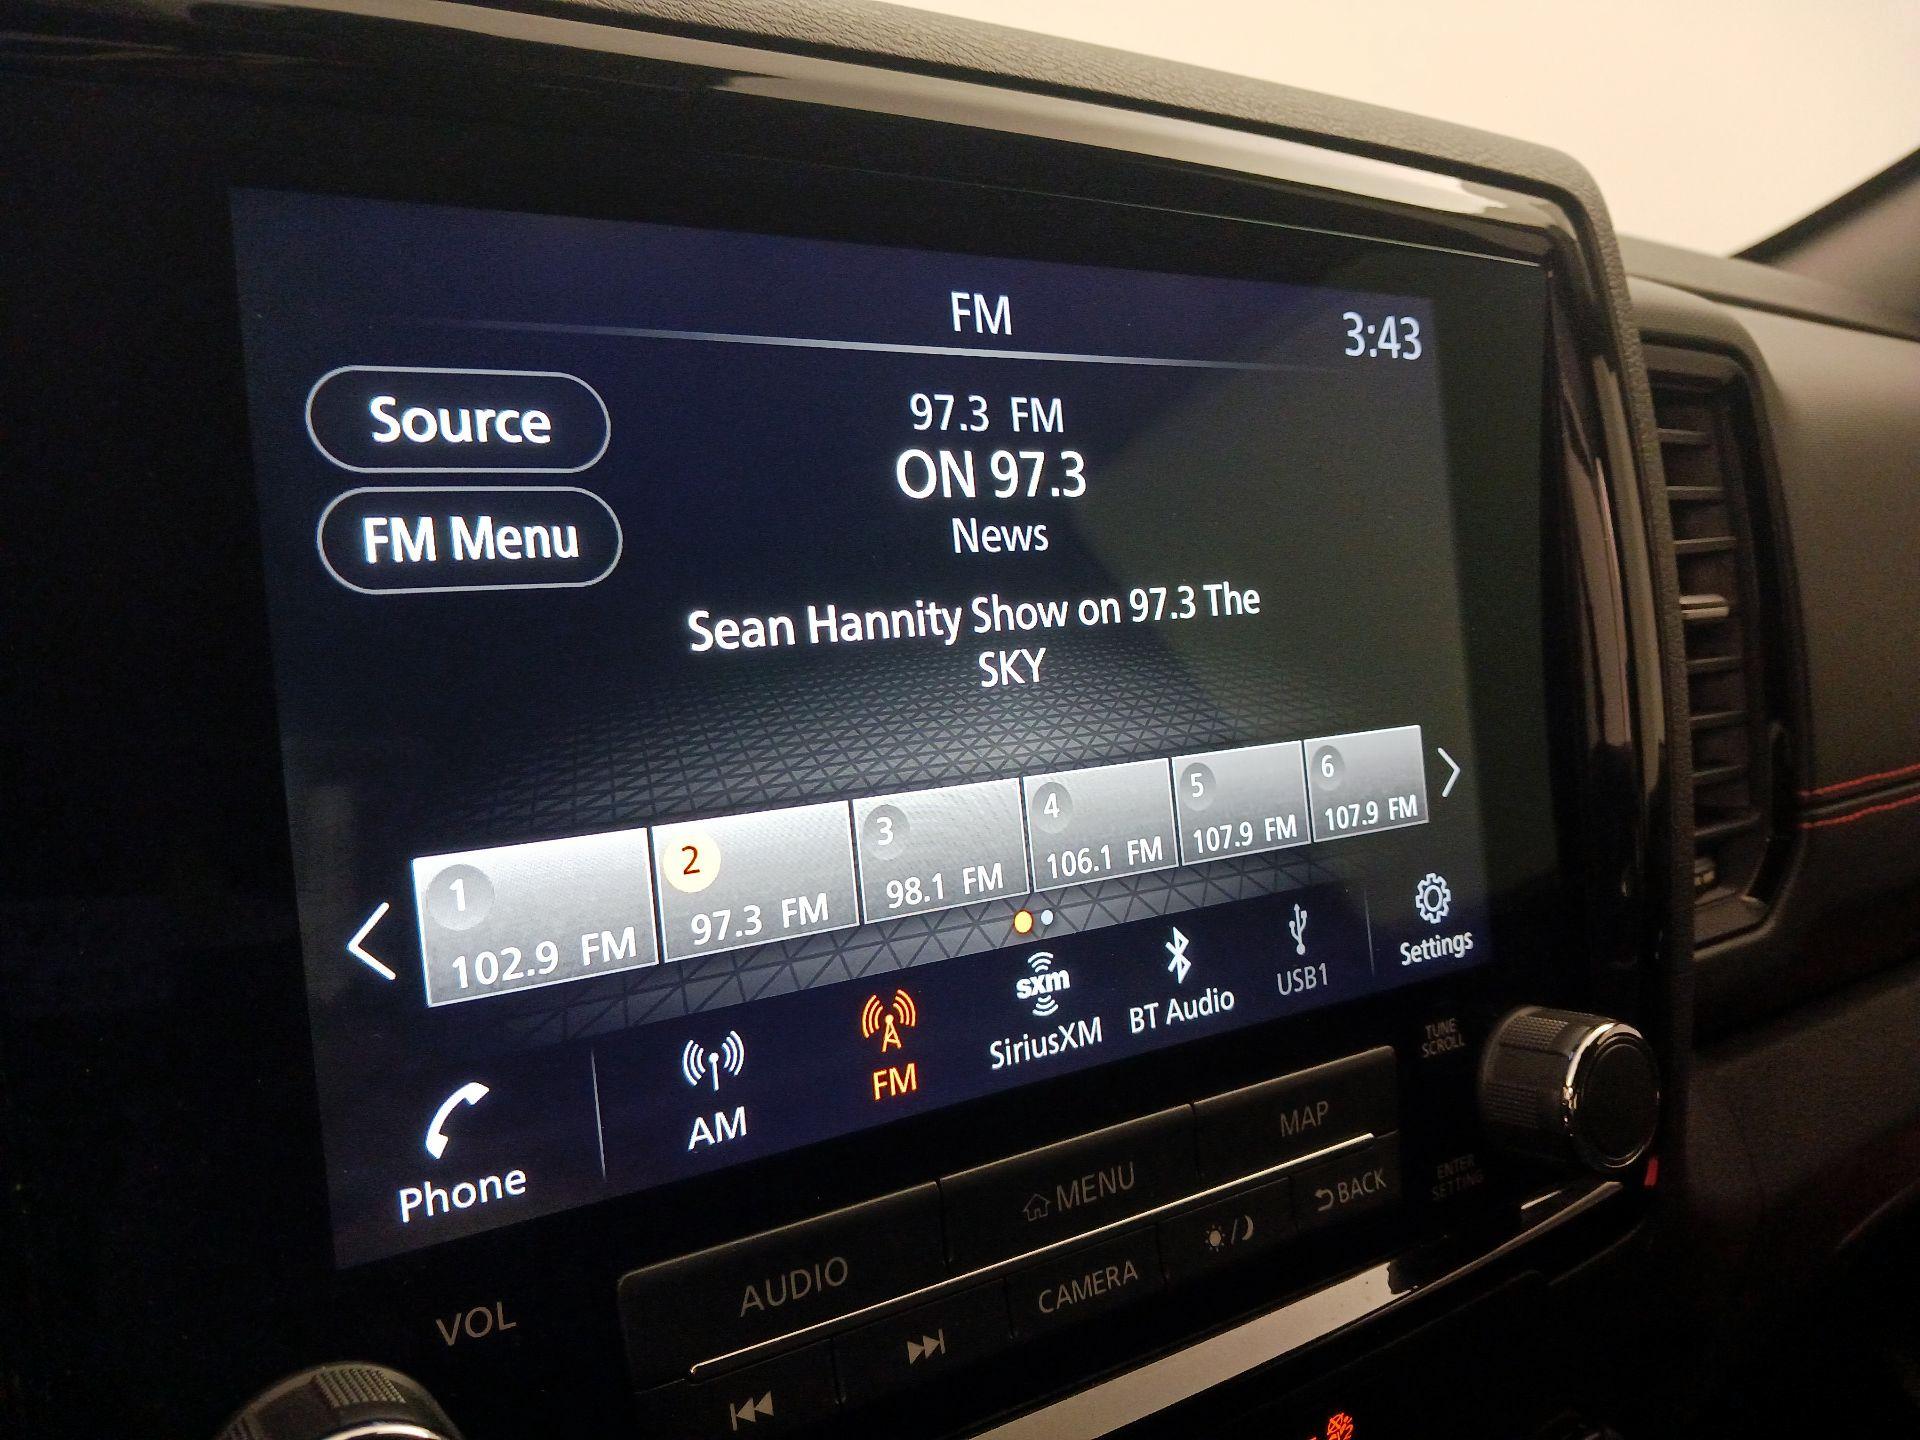 FM
3:43
Source
97.3 FM
ON 97.3
FM Menu
News
Sean Hannity Show on 97.3 The
SKY
1
102.9 FM
2
97.3 FM
3
98.1 FM
4
106.1 FM
5
107.9 FM
6
107.9 FM
Phone
AM
FM
sxm
SiriusXM
BT Audio
USB1
Settings
TUNE
SCROLL
VOL
AUDIO
MENU
MAP
CAMERA
BACK
ENTER
SETTING